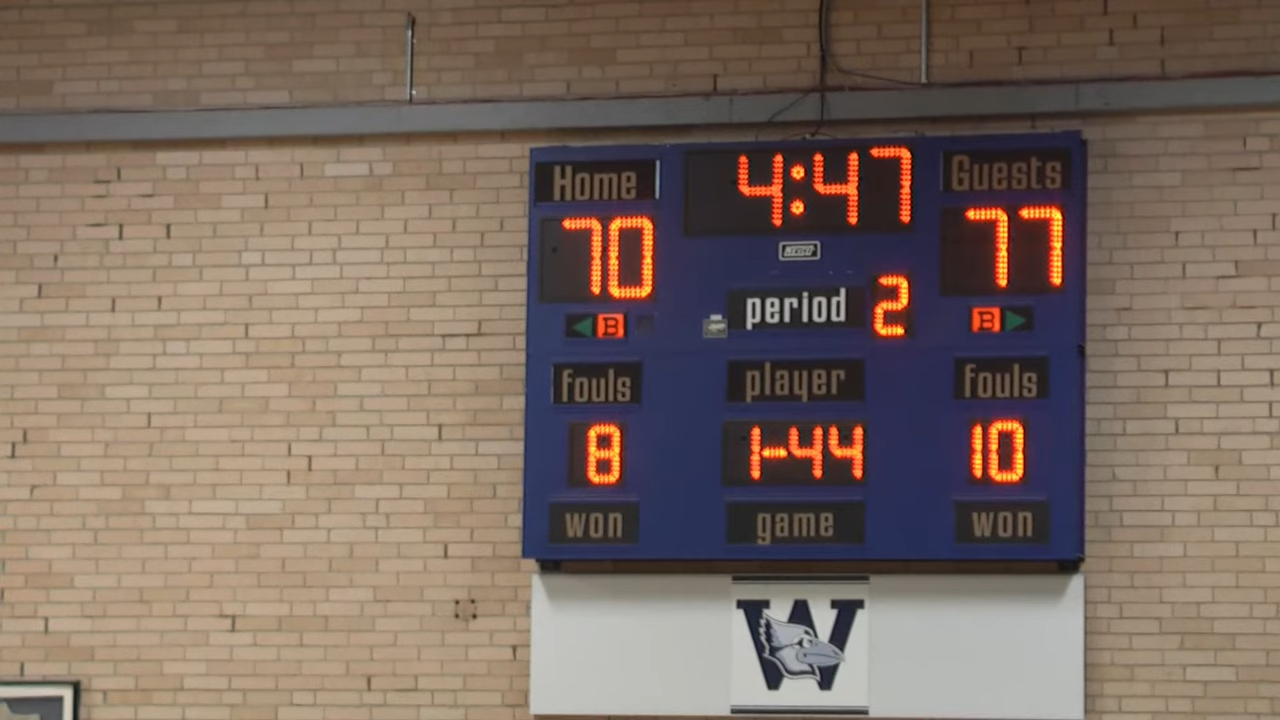 Home 4:47 Guests
70 77
period 2
B B
fouls player fouls
8 1-44 10
won game won
W